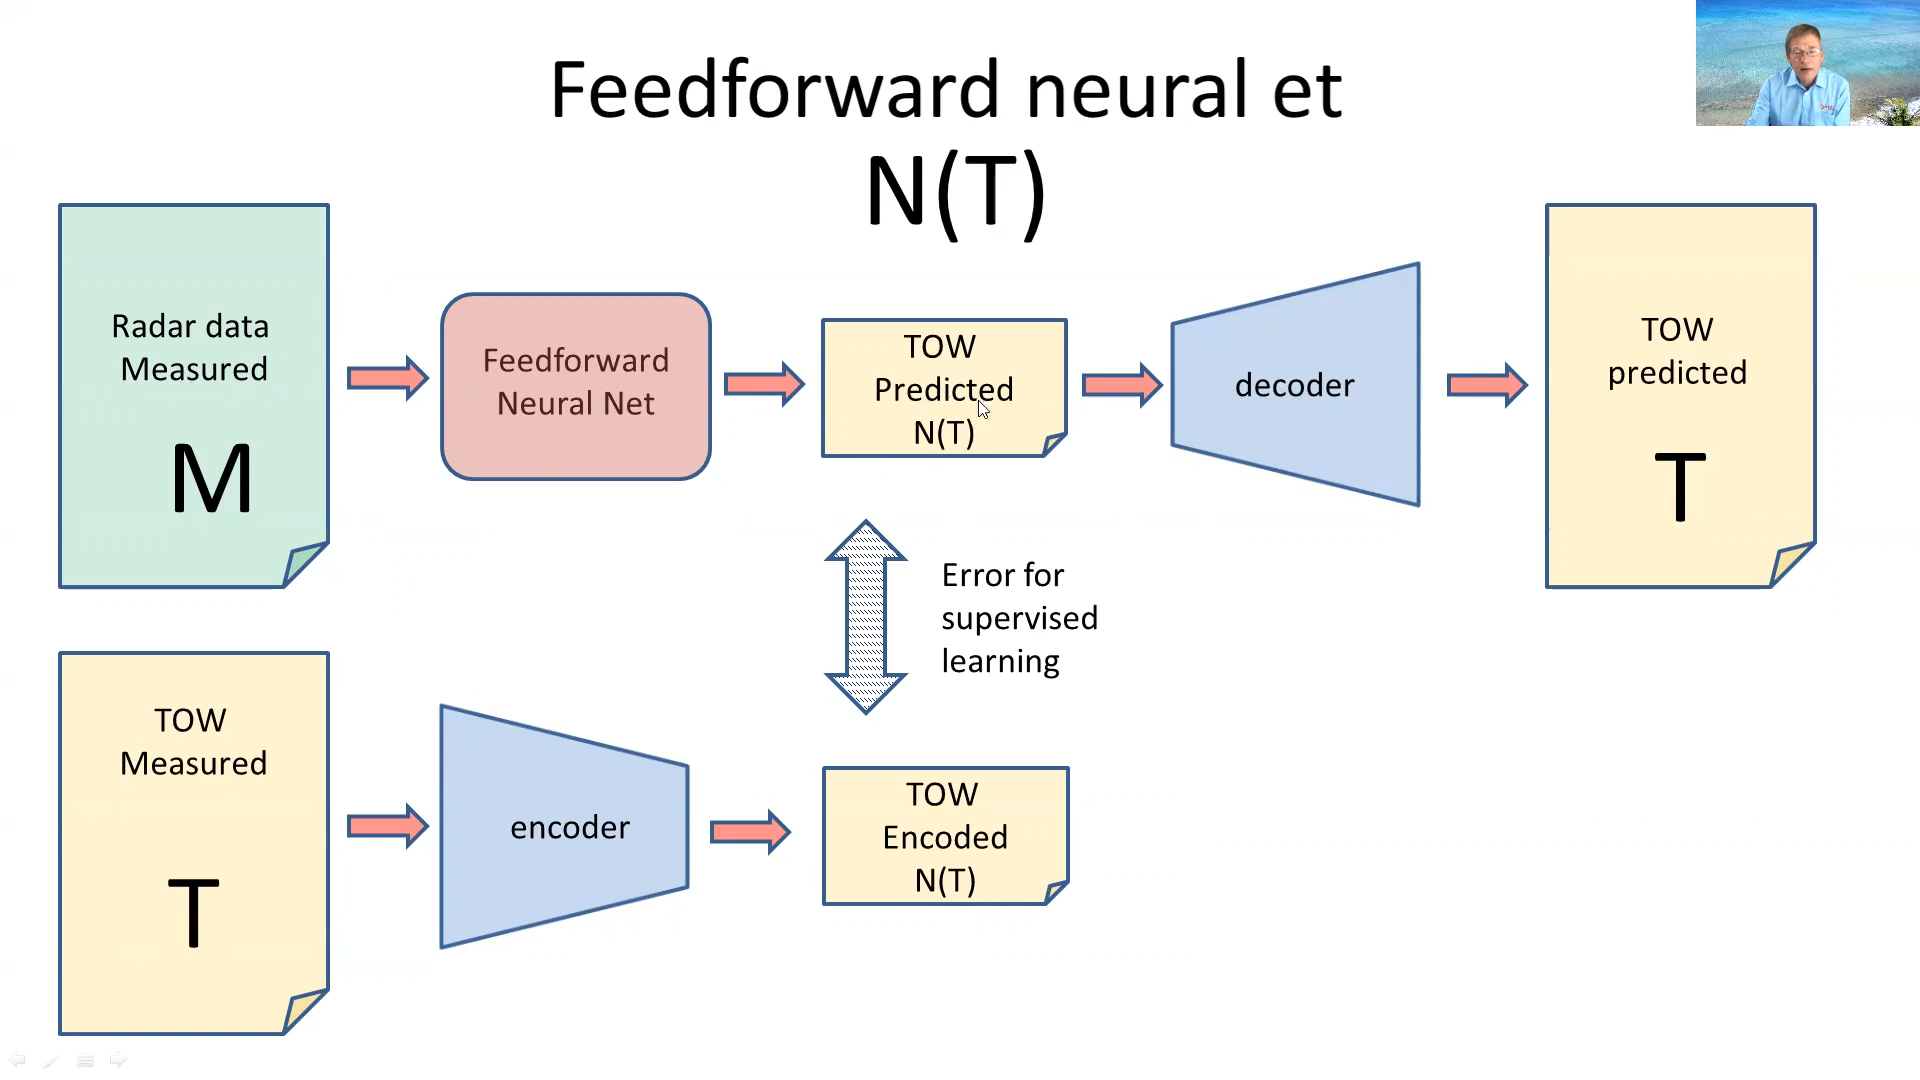 Feedforward neural et
N(T)
Radar data
Measured
M
Feedforward
Neural Net
TOW
Predicted
N(T)
decoder
TOW
predicted
T
Error for
supervised
learning
TOW
Measured
T
encoder
TOW
Encoded
N(T)